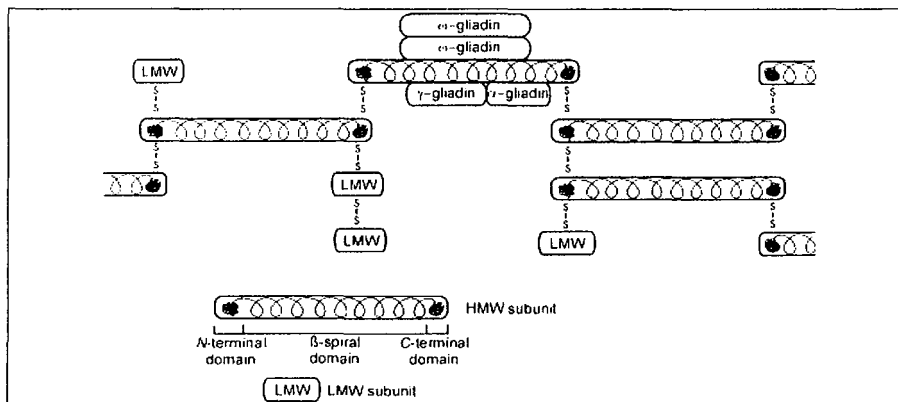 ω-gliadin
ω-gliadin
LMW
γ-gliadin α-gliadin
S S S
S S S
S S S
S S S
LMW
S S S
S S S
LMW LMW
HMW subunit
N-terminal ß-spiral C-terminal
domain domain domain
LMW LMW subunit